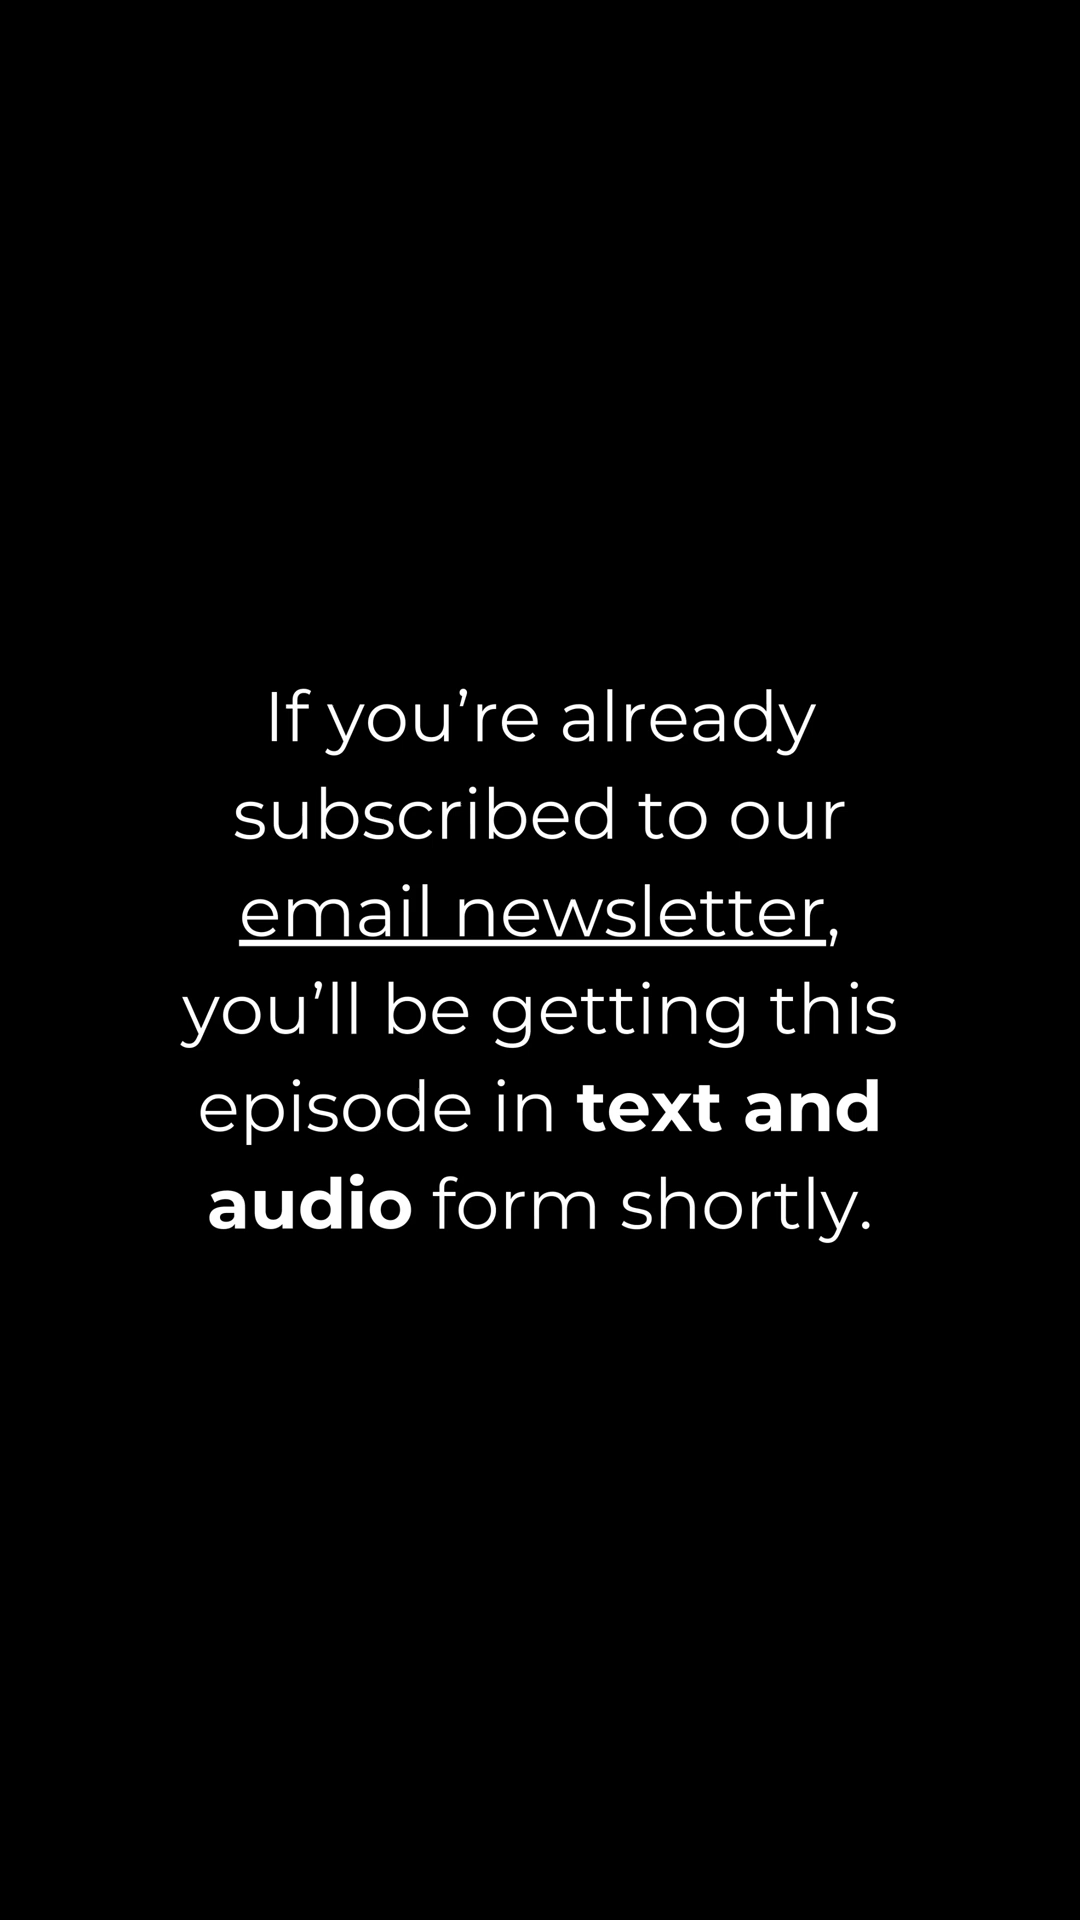 If you’re already
subscribed to our
email newsletter,
you’ll be getting this
episode in text and
audio form shortly.